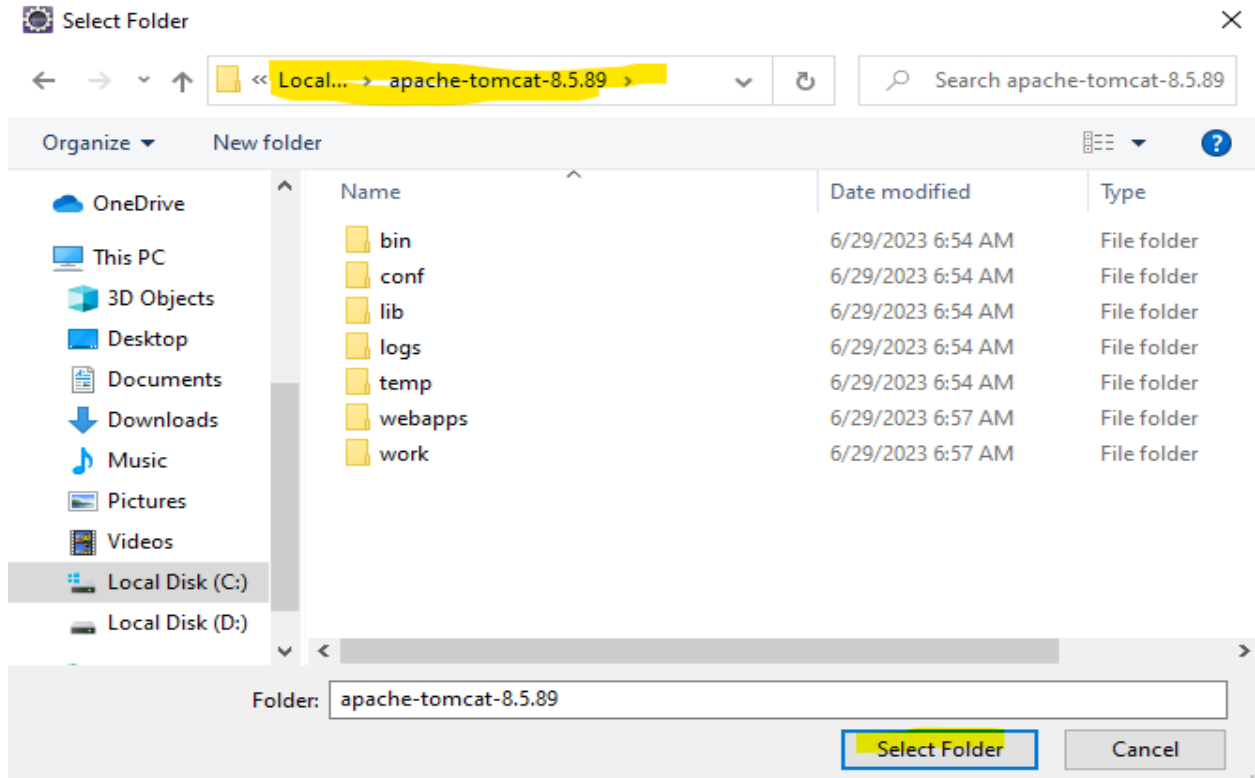 Select Folder
« Local... › apache-tomcat-8.5.89 › Search apache-tomcat-8.5.89
Organize New folder ?
Name Date modified Type
OneDrive
This PC
3D Objects
Desktop
Documents
Downloads
Music
Pictures
Videos
Local Disk (C:)
Local Disk (D:)
bin 6/29/2023 6:54 AM File folder
conf 6/29/2023 6:54 AM File folder
lib 6/29/2023 6:54 AM File folder
logs 6/29/2023 6:54 AM File folder
temp 6/29/2023 6:54 AM File folder
webapps 6/29/2023 6:57 AM File folder
work 6/29/2023 6:57 AM File folder
Folder: apache-tomcat-8.5.89
Select Folder Cancel